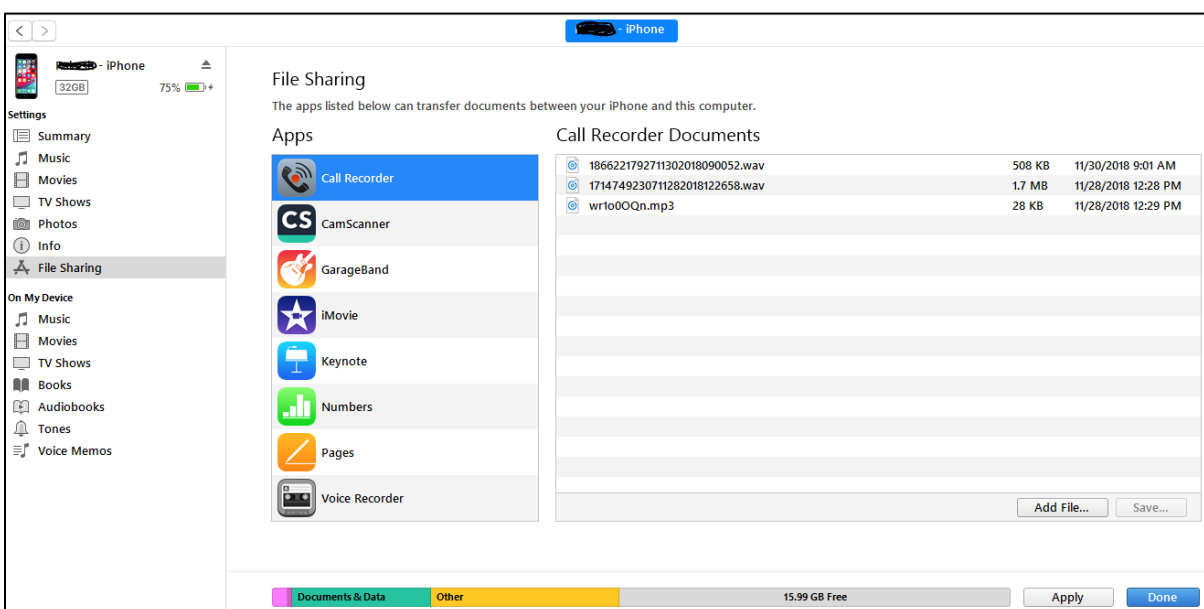 - iPhone
- iPhone
32GB
75%
Settings
Summary
Music
Movies
TV Shows
Photos
Info
File Sharing
On My Device
Music
Movies
TV Shows
Books
Audiobooks
Tones
Voice Memos
File Sharing
The apps listed below can transfer documents between your iPhone and this computer.
Apps
Call Recorder
CS CamScanner
GarageBand
iMovie
Keynote
Numbers
Pages
Voice Recorder
Call Recorder Documents
1866221792711302018090052.wav 508 KB 11/30/2018 9:01 AM
1714749230711282018122658.wav 1.7 MB 11/28/2018 12:28 PM
wr1o0OQn.mp3 28 KB 11/28/2018 12:29 PM
Add File... Save...
Documents & Data Other 15.99 GB Free Apply Done